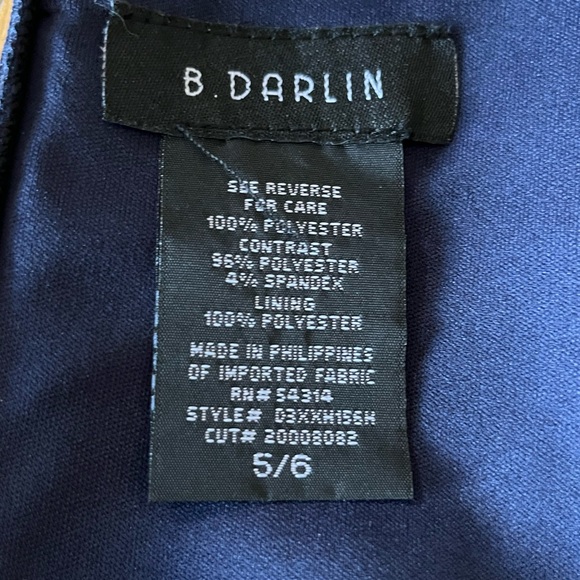 B. DARLIN
SEE REVERSE
FOR CARE
100% POLYESTER
CONTRAST
96% POLYESTER
4% SPANDEX
LINING
100% POLYESTER
MADE IN PHILIPPINES
OF IMPORTED FABRIC
RN# 54314
STYLE# D3XXH156H
CUT# 20008082
5/6